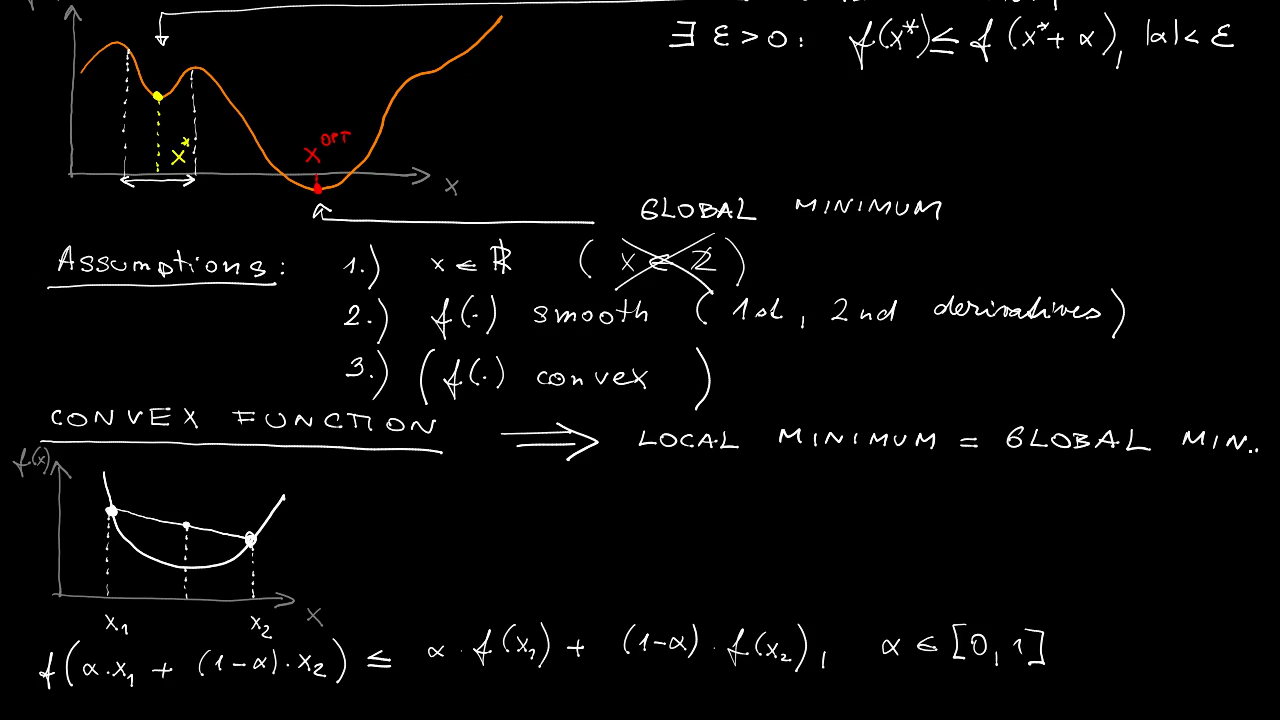 ∃ ε > 0 : f(x*) ≤ f(x* + α), |α| < ε
x*
x^OPT
x
GLOBAL MINIMUM
Assumptions: 1.) x ∈ ℝ (x ∈ ℤ)
2.) f(·) smooth (1st, 2nd derivatives)
3.) (f(·) convex)
CONVEX FUNCTION ⟹ LOCAL MINIMUM = GLOBAL MIN..
f(x)
x
x₁ x₂
f(α·x₁ + (1-α)·x₂) ≤ α·f(x₁) + (1-α)·f(x₂), α ∈ [0, 1]